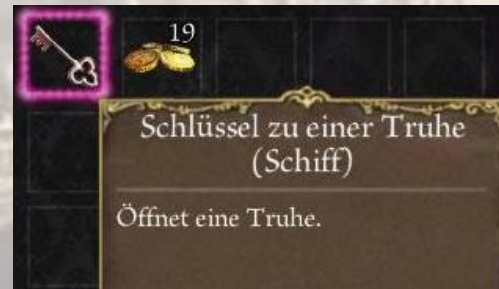 19
Schlüssel zu einer Truhe
(Schiff)
Öffnet eine Truhe.